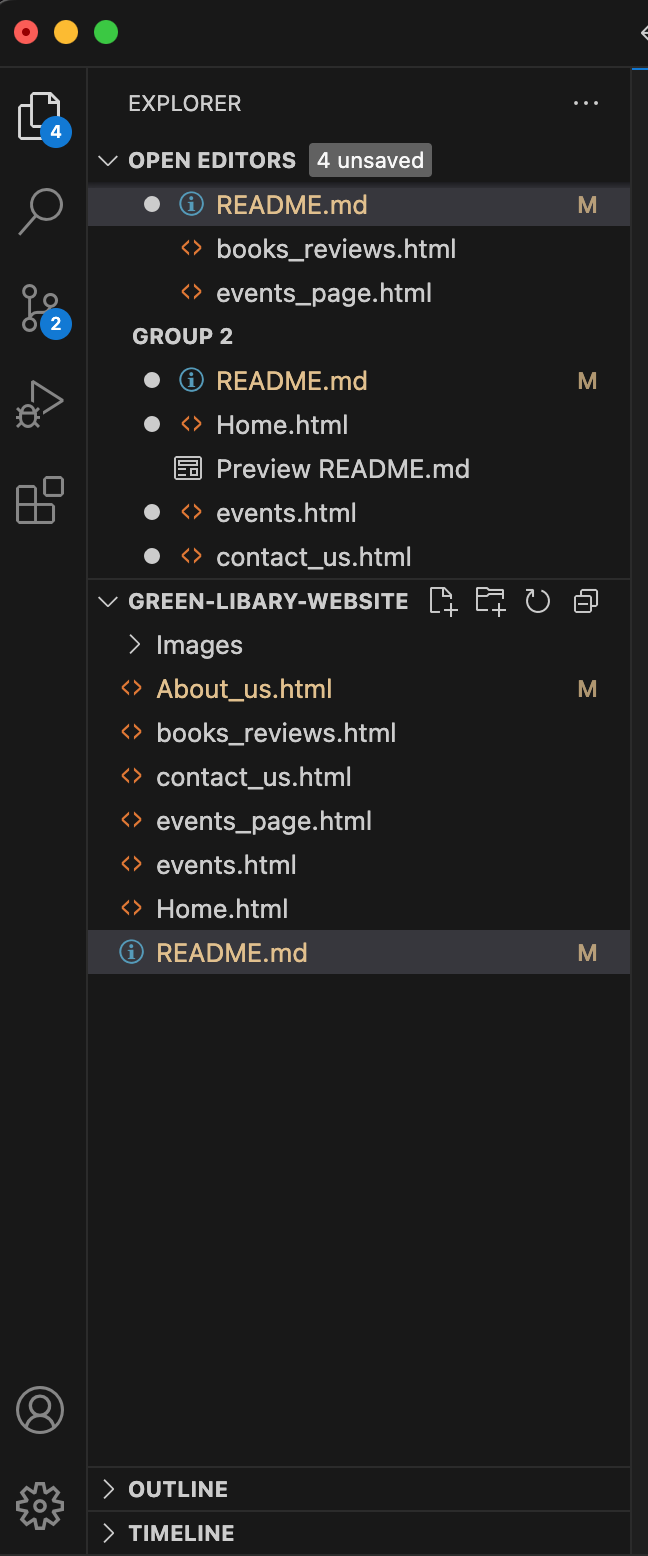 EXPLORER ...
4
OPEN EDITORS 4 unsaved
README.md M
books_reviews.html
events_page.html
2
GROUP 2
README.md M
Home.html
Preview README.md
events.html
contact_us.html
GREEN-LIBARY-WEBSITE
Images
About_us.html M
books_reviews.html
contact_us.html
events_page.html
events.html
Home.html
README.md M
OUTLINE
TIMELINE